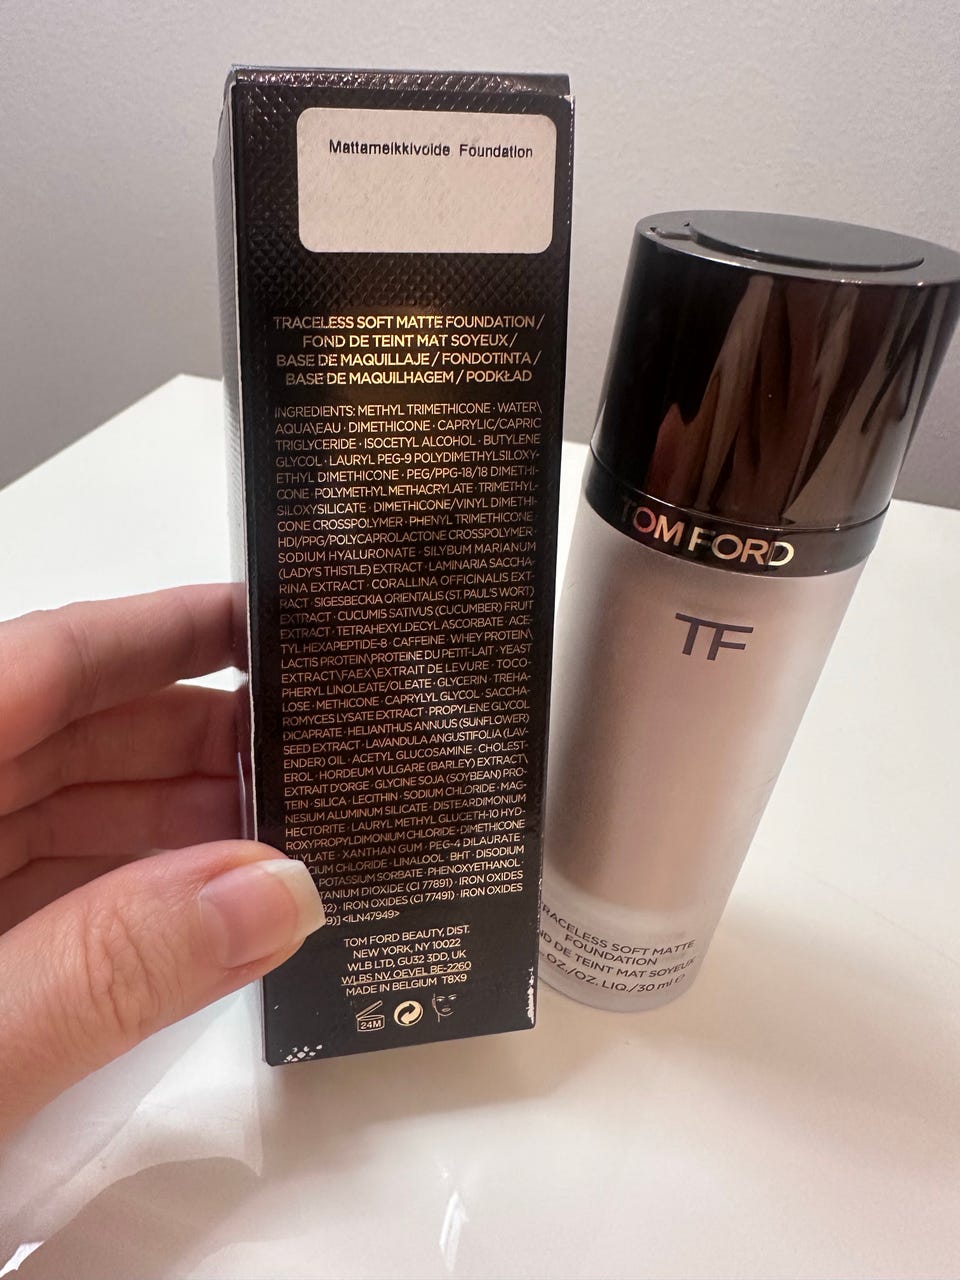 Mattameikkivoide Foundation
TRACELESS SOFT MATTE FOUNDATION /
FOND DE TEINT MAT SOYEUX /
BASE DE MAQUILLAJE / FONDOTINTA /
BASE DE MAQUILHAGEM / PODKŁAD
INGREDIENTS: METHYL TRIMETHICONE · WATER\
AQUA\EAU · DIMETHICONE · CAPRYLIC/CAPRIC
TRIGLYCERIDE · ISOCETYL ALCOHOL · BUTYLENE
GLYCOL · LAURYL PEG-9 POLYDIMETHYLSILOXY-
ETHYL DIMETHICONE · PEG/PPG-18/18 DIMETHI-
CONE · POLYMETHYL METHACRYLATE · TRIMETHYL-
SILOXYSILICATE · DIMETHICONE/VINYL DIMETHI-
CONE CROSSPOLYMER · PHENYL TRIMETHICONE ·
HDI/PPG/POLYCAPROLACTONE CROSSPOLYMER ·
SODIUM HYALURONATE · SILYBUM MARIANUM
(LADY'S THISTLE) EXTRACT · LAMINARIA SACCHA-
RINA EXTRACT · CORALLINA OFFICINALIS EXT-
RACT · SIGESBECKIA ORIENTALIS (ST. PAUL'S WORT)
EXTRACT · CUCUMIS SATIVUS (CUCUMBER) FRUIT
EXTRACT · TETRAHEXYLDECYL ASCORBATE · ACE-
TYL HEXAPEPTIDE-8 · CAFFEINE · WHEY PROTEIN\
LACTIS PROTEIN\PROTÉINE DU PETIT-LAIT · YEAST
EXTRACT\FAEX\EXTRAIT DE LEVURE · TOCO-
PHERYL LINOLEATE/OLEATE · GLYCERIN · TREHA-
LOSE · METHICONE · CAPRYLYL GLYCOL · SACCHA-
ROMYCES LYSATE EXTRACT · PROPYLENE GLYCOL
DICAPRATE · HELIANTHUS ANNUUS (SUNFLOWER)
SEED EXTRACT · LAVANDULA ANGUSTIFOLIA (LAV-
ENDER) OIL · ACETYL GLUCOSAMINE · CHOLEST-
EROL · HORDEUM VULGARE (BARLEY) EXTRACT\
EXTRAIT D'ORGE · GLYCINE SOJA (SOYBEAN) PRO-
TEIN · SILICA · LECITHIN · SODIUM CHLORIDE · MAG-
NESIUM ALUMINUM SILICATE · DISTEARDIMONIUM
HECTORITE · LAURYL METHYL GLUCETH-10 HYD-
ROXYPROPYLDIMONIUM CHLORIDE · DIMETHICONE
SILYLATE · XANTHAN GUM · PEG-4 DILAURATE ·
CHLORIDE · LINALOOL · BHT · DISODIUM
POTASSIUM SORBATE · PHENOXYETHANOL ·
DIOXIDE (CI 77891) · IRON OXIDES
IRON OXIDES (CI 77491) · IRON OXIDES
<ILN47949>
TOM FORD BEAUTY, DIST.
NEW YORK, NY 10022
WLB LTD. GU32 3DD, UK
WLBS NV. OEVEL BE-2260
MADE IN BELGIUM T8X9
24M
TOM FORD
TF
TRACELESS SOFT MATTE
FOUNDATION
DE TEINT MAT SOYEUX
OZ./OZ. LIQ./30 ml e